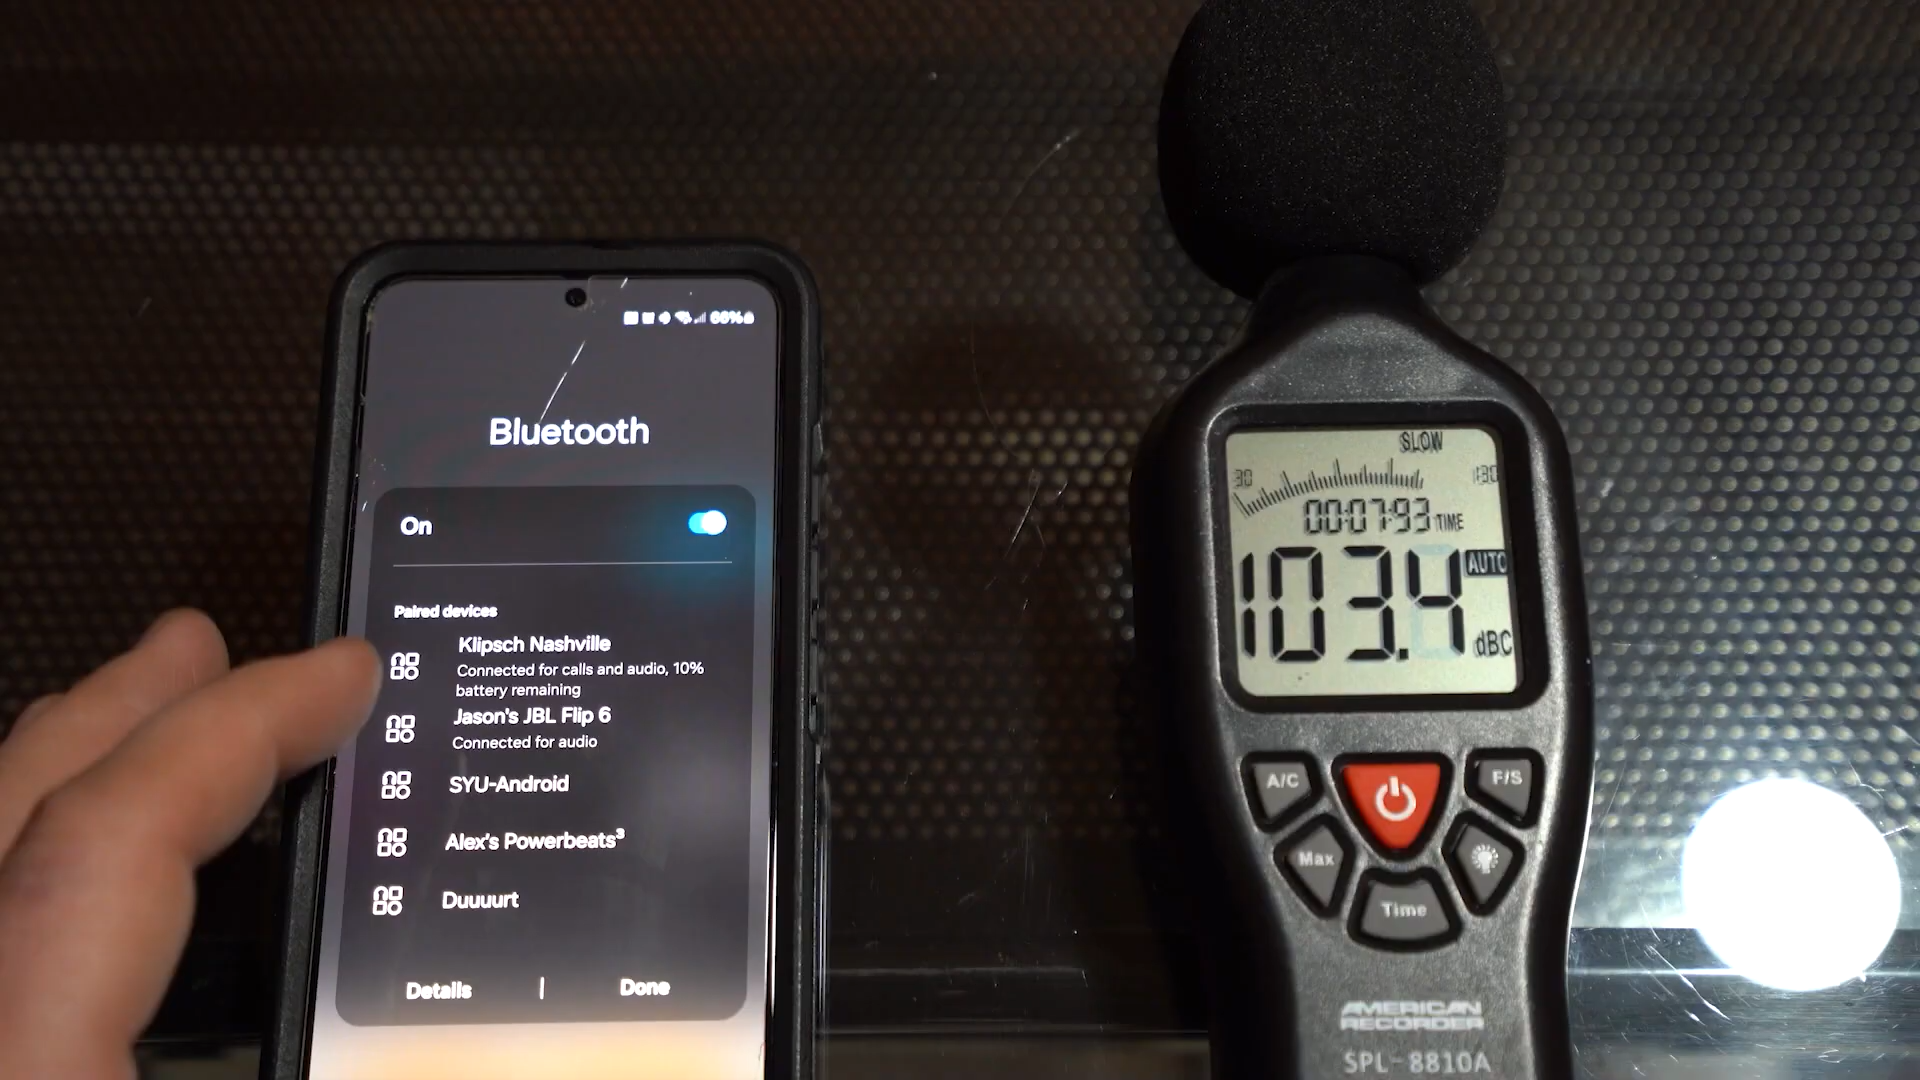 66%
Bluetooth
On
Paired devices
Klipsch Nashville
Connected for calls and audio, 10%
battery remaining
Jason's JBL Flip 6
Connected for audio
SYU-Android
Alex's Powerbeats³
Duuuurt
Details | Done
SLOW
30 130
00:07:93 TIME
103.4 AUTO
dBC
A/C F/S
Max
Time
AMERICAN
RECORDER
SPL-8810A